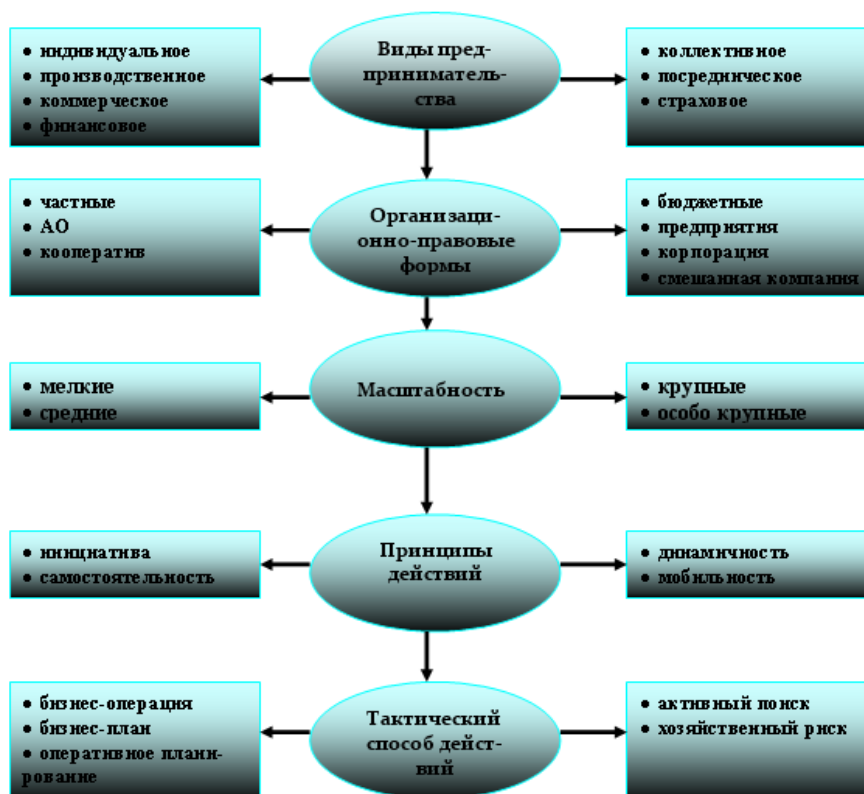 ● индивидуальное
● производственное
● коммерческое
● финансовое
Виды пред-
приниматель-
ства
● коллективное
● посредническое
● страховое
● частные
● АО
● кооператив
Организаци-
онно-правовые
формы
● бюджетные
● предприятия
● корпорация
● смешанная компания
● мелкие
● средние
Масштабность
● крупные
● особо крупные
● инициатива
● самостоятельность
Принципы
действий
● динамичность
● мобильность
● бизнес-операция
● бизнес-план
● оперативное плани-
рование
Тактический
способ дейст-
вий
● активный поиск
● хозяйственный риск